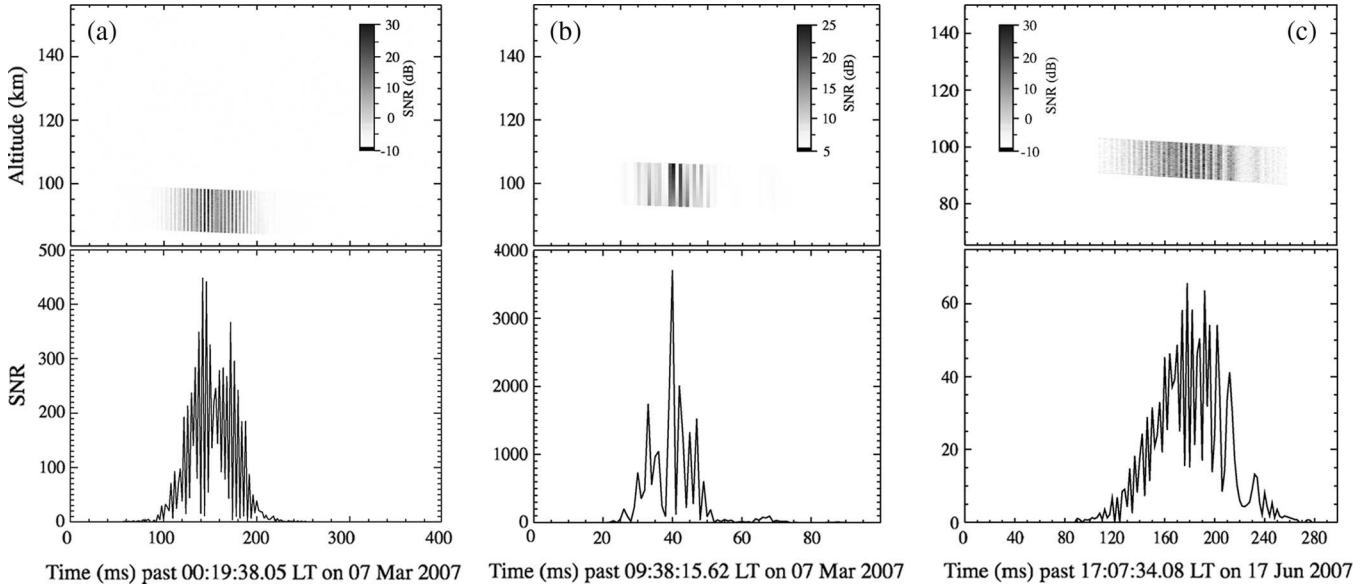 (a)
30
20
10
0
-10
SNR (dB)
140
120
100
Altitude (km)
(b)
25
20
15
10
5
SNR (dB)
140
120
100
(c)
30
20
10
0
-10
SNR (dB)
140
120
100
80
500
400
300
200
100
0
SNR
0 100 200 300 400
Time (ms) past 00:19:38.05 LT on 07 Mar 2007
4000
3000
2000
1000
0
20 40 60 80
Time (ms) past 09:38:15.62 LT on 07 Mar 2007
60
40
20
0
0 40 80 120 160 200 240 280
Time (ms) past 17:07:34.08 LT on 17 Jun 2007